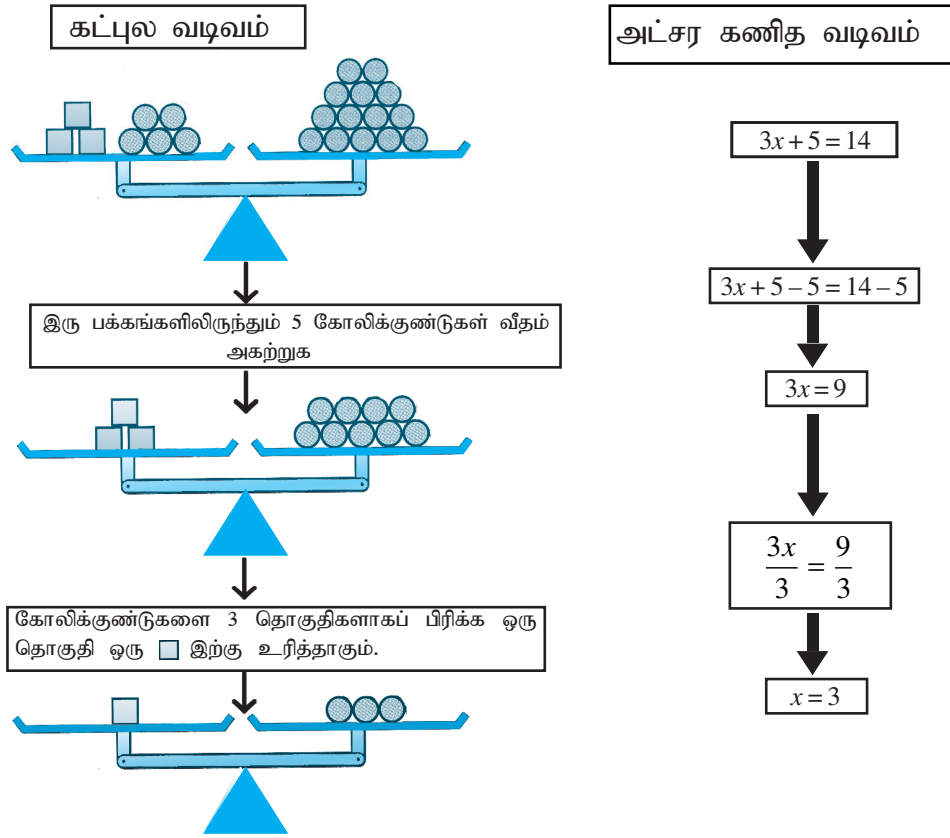 கட்புல வடிவம்
இரு பக்கங்களிலிருந்தும் 5 கோலிக்குண்டுகள் வீதம்
அகற்றுக
கோலிக்குண்டுகளை 3 தொகுதிகளாகப் பிரிக்க ஒரு
தொகுதி ஒரு இற்கு உரித்தாகும்.
அட்சர கணித வடிவம்
3x + 5 = 14
3x + 5 – 5 = 14 – 5
3x = 9
3x/3 = 9/3
x = 3